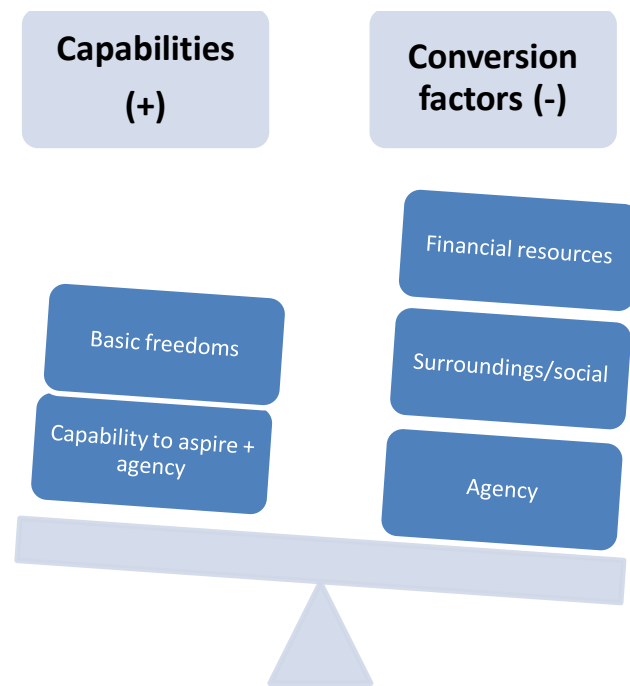 Capabilities
(+)
Conversion
factors (-)
Financial resources
Basic freedoms
Surroundings/social
Capability to aspire +
agency
Agency